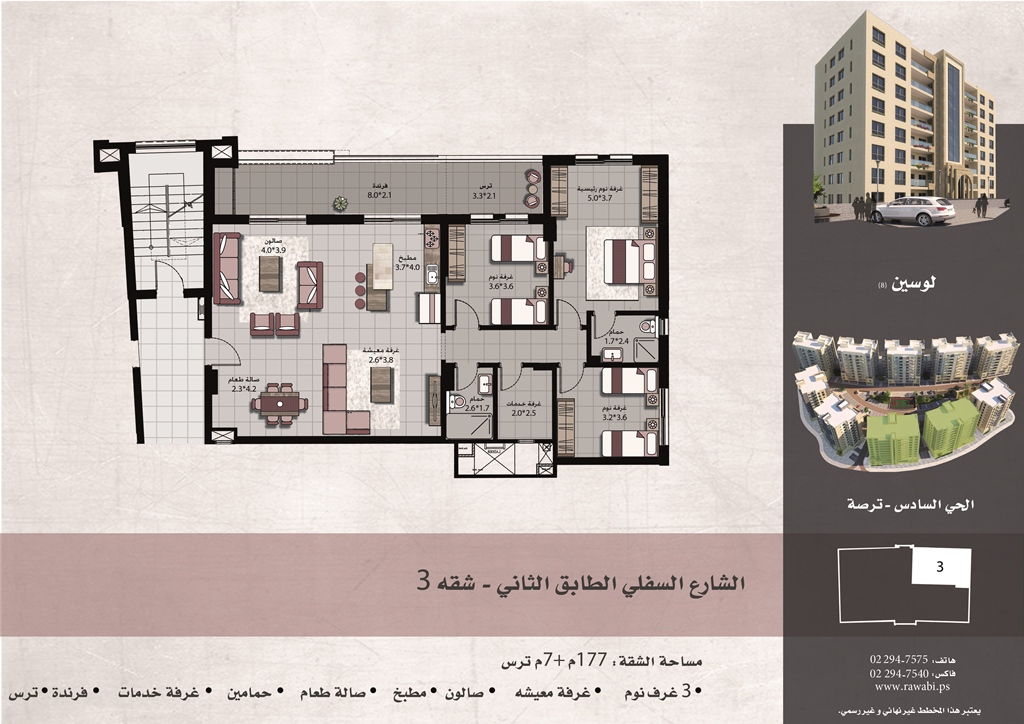 فرندة
8.0*2.1
ترس
3.3*2.1
غرفة نوم رئيسية
5.0*3.7
صالون
4.0*3.9
مطبخ
3.7*4.0
غرفة نوم
3.6*3.6
حمام
1.7*2.4
غرفة معيشة
2.6*3.8
صالة طعام
2.3*4.2
حمام
2.6*1.7
غرفة خدمات
2.0*2.5
غرفة نوم
3.2*3.6
لوسين (8)
الحي السادس - ترصة
3
الشارع السفلي الطابق الثاني - شقه 3
مساحة الشقة : 177م +7م ترس
• 3 غرف نوم • غرفة معيشه • صالون • مطبخ • صالة طعام • حمامين • غرفة خدمات • فرندة • ترس
هاتف: 02 294-7575
فاكس: 02 294-7540
www.rawabi.ps
يعتبر هذا المخطط غير نهائي و غير رسمي.